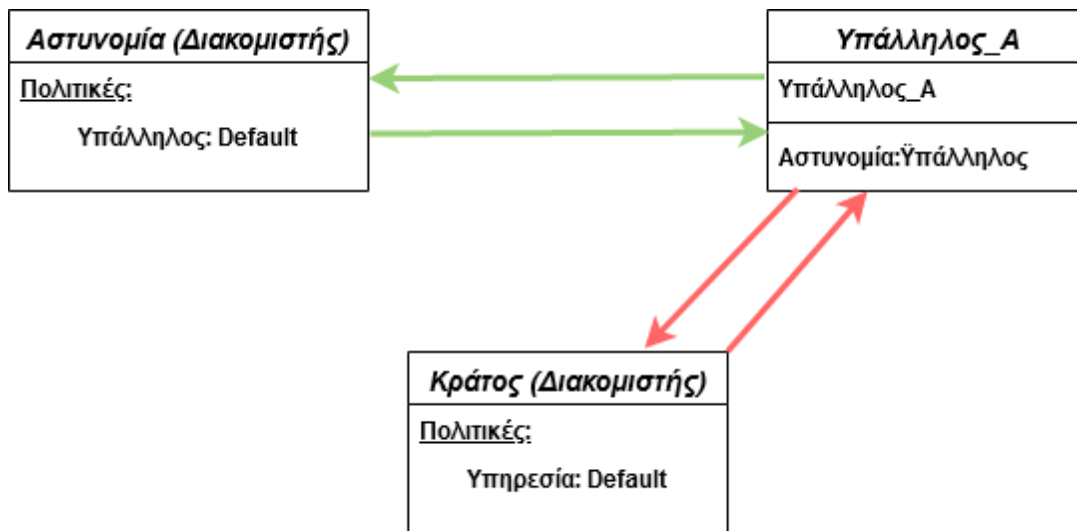 Αστυνομία (Διακομιστής)
Πολιτικές:
Υπάλληλος: Default
Υπάλληλος_Α
Υπάλληλος_Α
Αστυνομία:Ϋπάλληλος
Κράτος (Διακομιστής)
Πολιτικές:
Υπηρεσία: Default